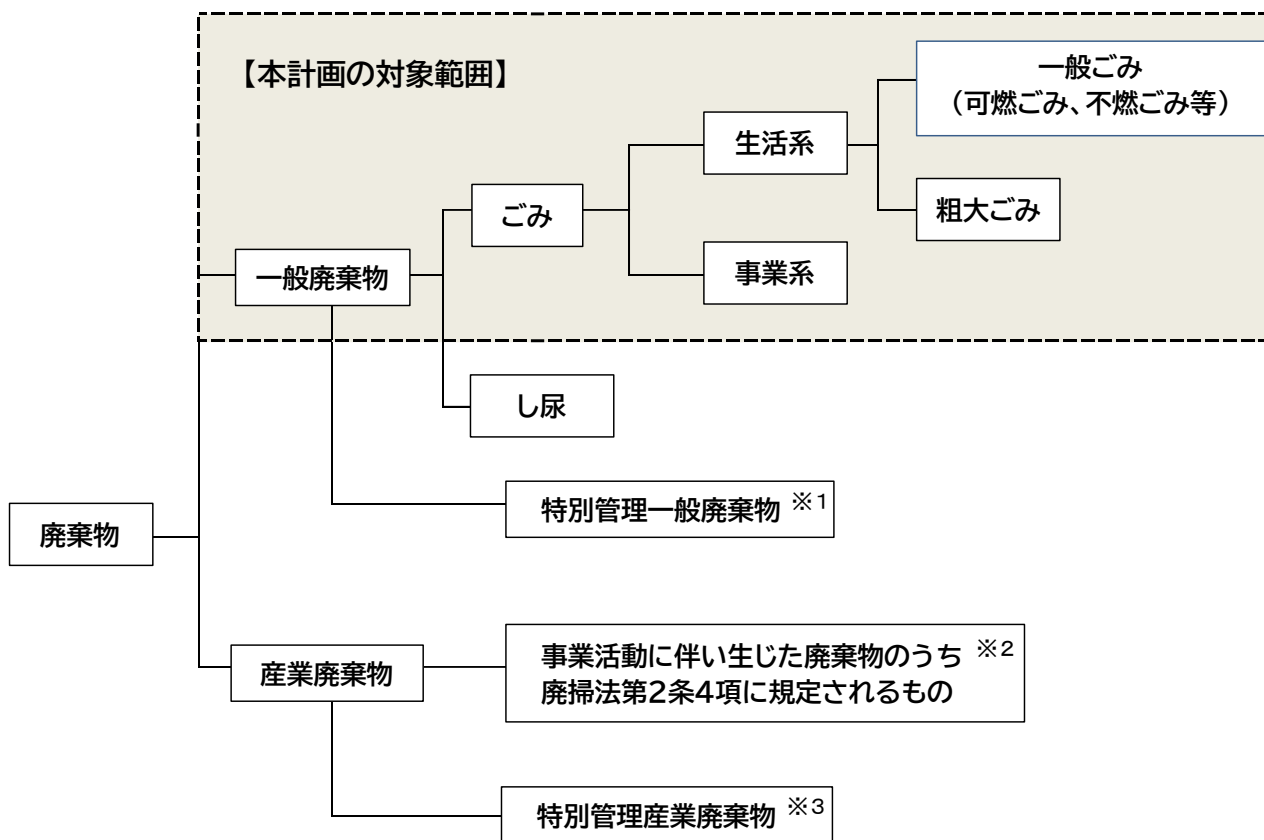 【本計画の対象範囲】
一般ごみ
（可燃ごみ、不燃ごみ等）
生活系
粗大ごみ
ごみ
事業系
一般廃棄物
し尿
特別管理一般廃棄物 ※1
廃棄物
事業活動に伴い生じた廃棄物のうち ※2
廃掃法第2条4項に規定されるもの
産業廃棄物
特別管理産業廃棄物 ※3